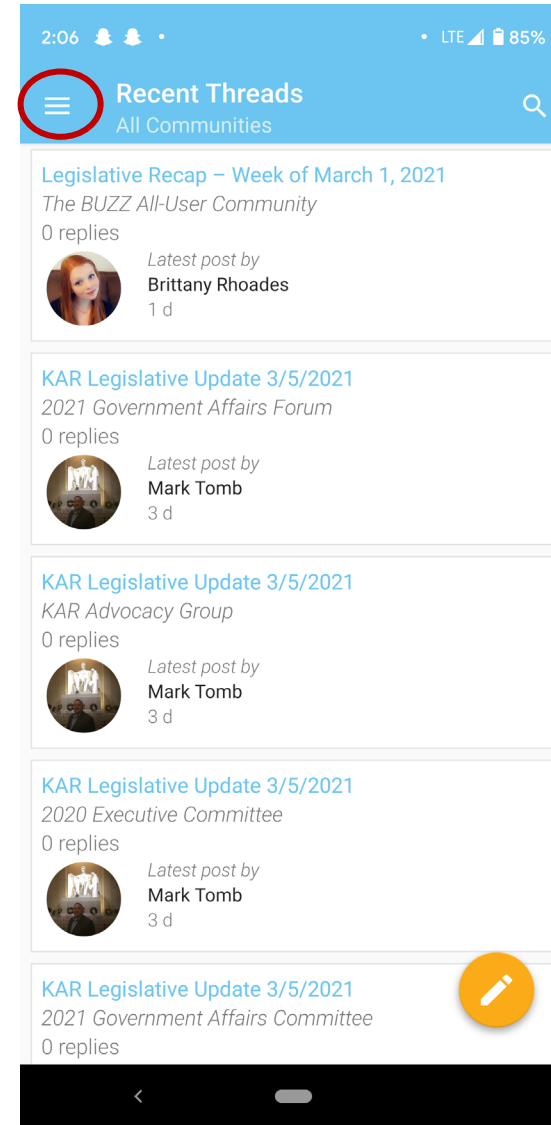 2:06
LTE 85%
Recent Threads
All Communities
Legislative Recap – Week of March 1, 2021
The BUZZ All-User Community
0 replies
Latest post by
Brittany Rhoades
1 d
KAR Legislative Update 3/5/2021
2021 Government Affairs Forum
0 replies
Latest post by
Mark Tomb
3 d
KAR Legislative Update 3/5/2021
KAR Advocacy Group
0 replies
Latest post by
Mark Tomb
3 d
KAR Legislative Update 3/5/2021
2020 Executive Committee
0 replies
Latest post by
Mark Tomb
3 d
KAR Legislative Update 3/5/2021
2021 Government Affairs Committee
0 replies